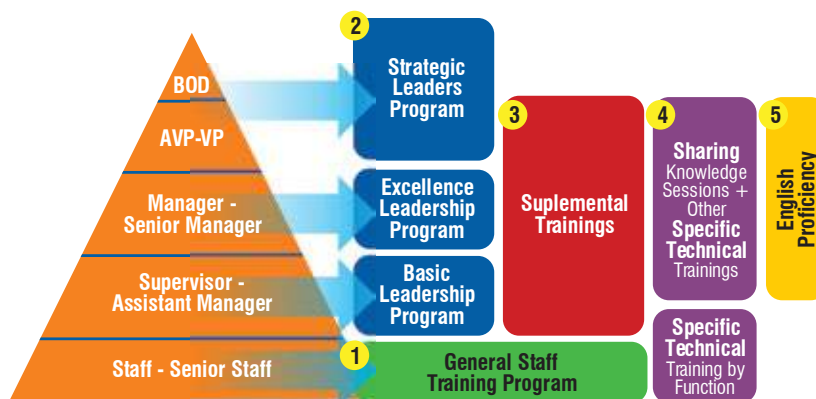 BOD
AVP-VP
Manager -
Senior Manager
Supervisor -
Assistant Manager
Staff - Senior Staff
2
Strategic
Leaders
Program
Excellence
Leadership
Program
Basic
Leadership
Program
1
General Staff
Training Program
3
Suplemental
Trainings
4
Sharing
Knowledge
Sessions +
Other
Specific
Technical
Trainings
Specific
Technical
Training by
Function
5
English
Proficiency